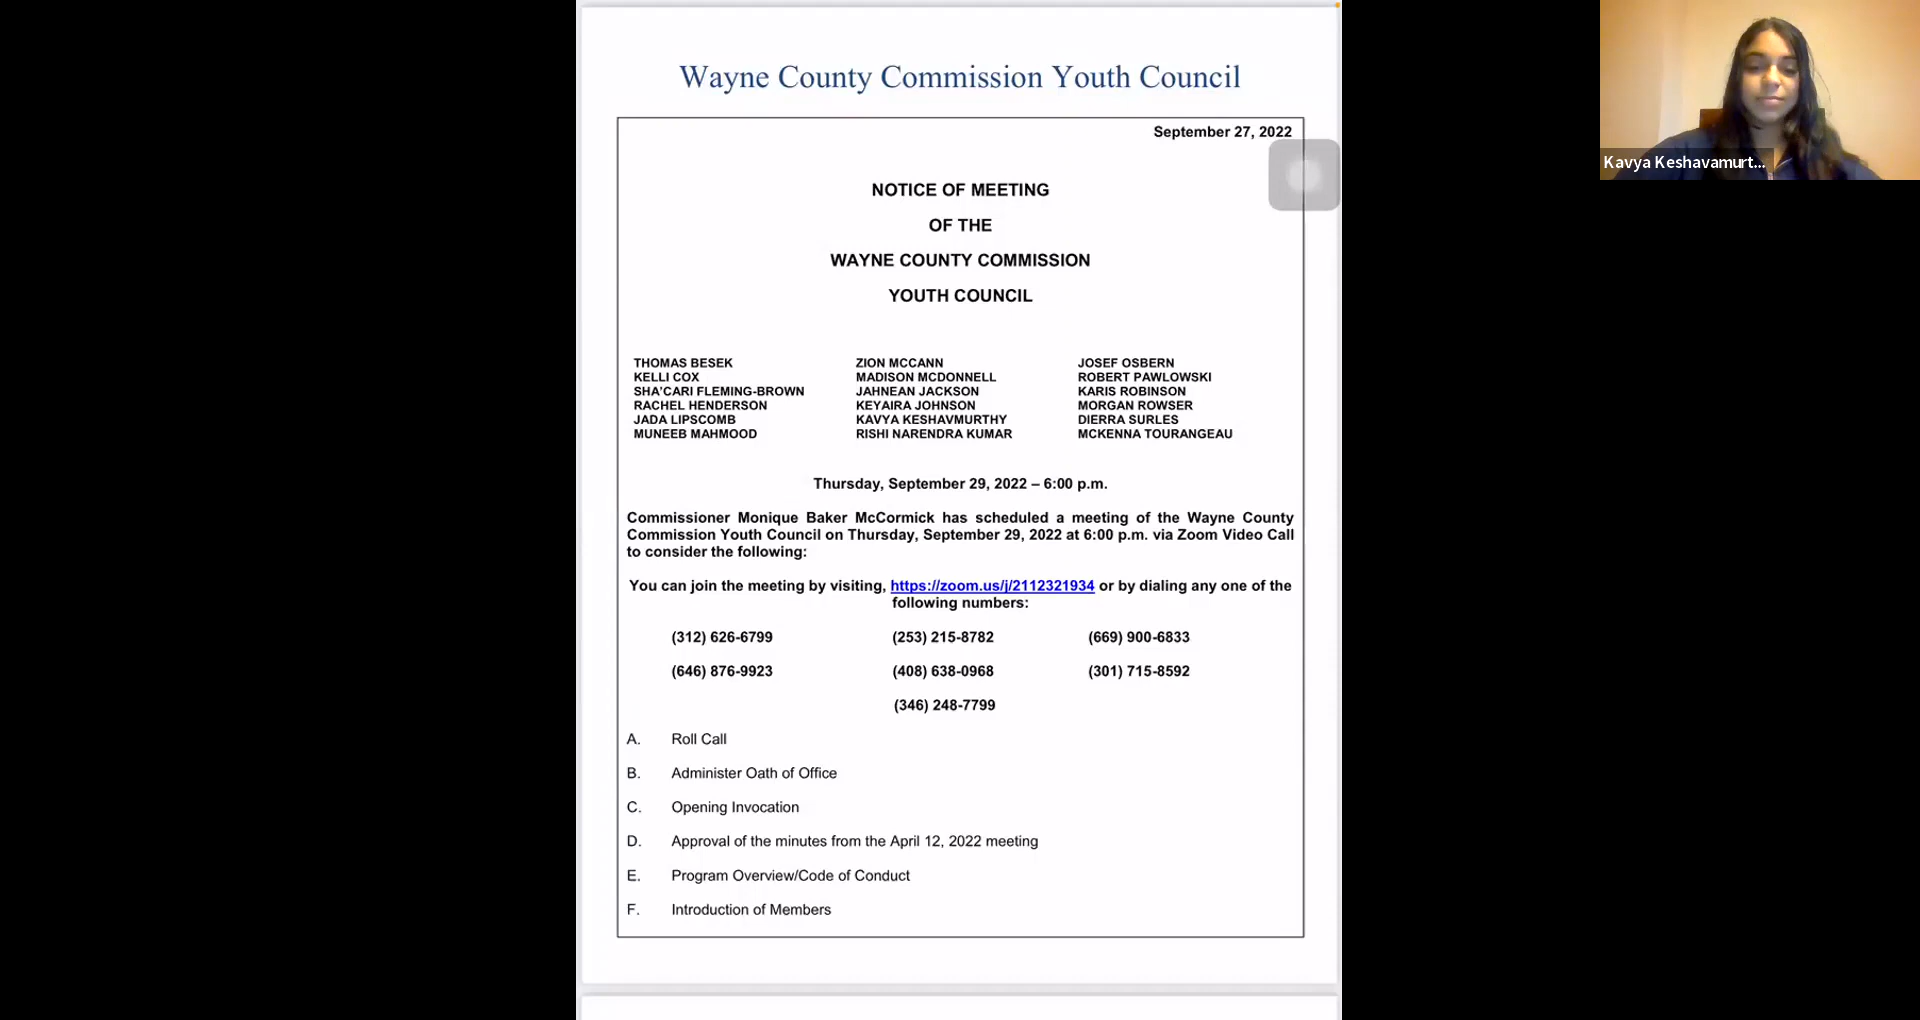 Wayne County Commission Youth Council
September 27, 2022
NOTICE OF MEETING
OF THE
WAYNE COUNTY COMMISSION
YOUTH COUNCIL
THOMAS BESEK ZION MCCANN JOSEF OSBERN
KELLI COX MADISON MCDONNELL ROBERT PAWLOWSKI
SHA'CARI FLEMING-BROWN JAHNEAN JACKSON KARIS ROBINSON
RACHEL HENDERSON KEYAIRA JOHNSON MORGAN ROWSER
JADA LIPSCOMB KAVYA KESHAVMURTHY DIERRA SURLES
MUNEEB MAHMOOD RISHI NARENDRA KUMAR MCKENNA TOURANGEAU
Thursday, September 29, 2022 – 6:00 p.m.
Commissioner Monique Baker McCormick has scheduled a meeting of the Wayne County
Commission Youth Council on Thursday, September 29, 2022 at 6:00 p.m. via Zoom Video Call
to consider the following:
You can join the meeting by visiting, https://zoom.us/j/2112321934 or by dialing any one of the
following numbers:
(312) 626-6799 (253) 215-8782 (669) 900-6833
(646) 876-9923 (408) 638-0968 (301) 715-8592
(346) 248-7799
A. Roll Call
B. Administer Oath of Office
C. Opening Invocation
D. Approval of the minutes from the April 12, 2022 meeting
E. Program Overview/Code of Conduct
F. Introduction of Members
Kavya Keshavamurt...